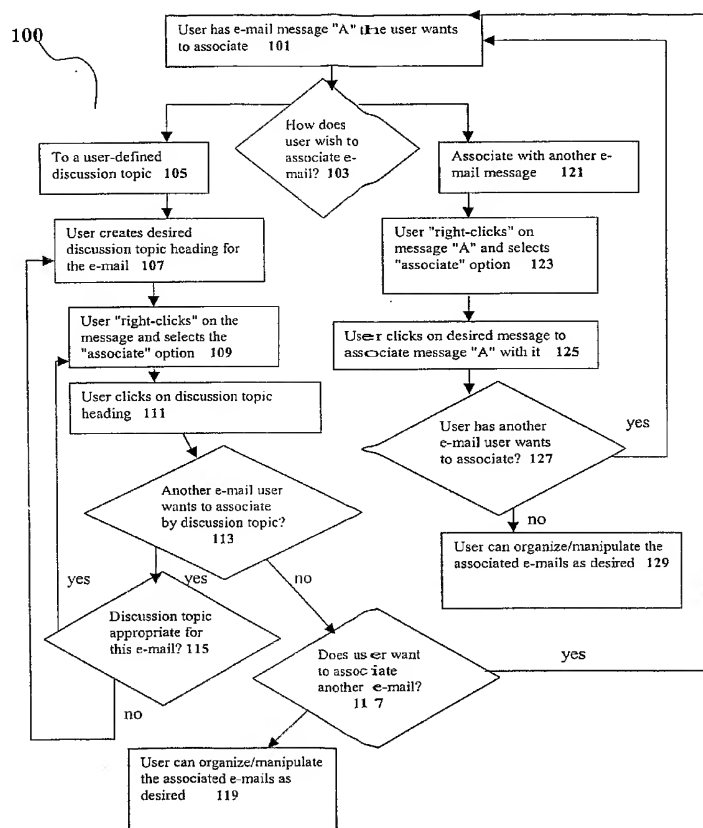 100
User has e-mail message "A" the user wants
to associate 101
How does
user wish to
associate e-
mail? 103
To a user-defined
discussion topic 105
Associate with another e-
mail message 121
User creates desired
discussion topic heading for
the e-mail 107
User "right-clicks" on
message "A" and selects
"associate" option 123
User "right-clicks" on the
message and selects the
"associate" option 109
User clicks on desired message to
associate message "A" with it 125
User clicks on discussion topic
heading 111
User has another
e-mail user wants
to associate? 127
yes
Another e-mail user
wants to associate
by discussion topic?
113
no
User can organize/manipulate the
associated e-mails as desired 129
yes
yes
no
Discussion topic
appropriate for
this e-mail? 115
Does user want
to associate
another e-mail?
11 7
yes
no
User can organize/manipulate
the associated e-mails as
desired 119